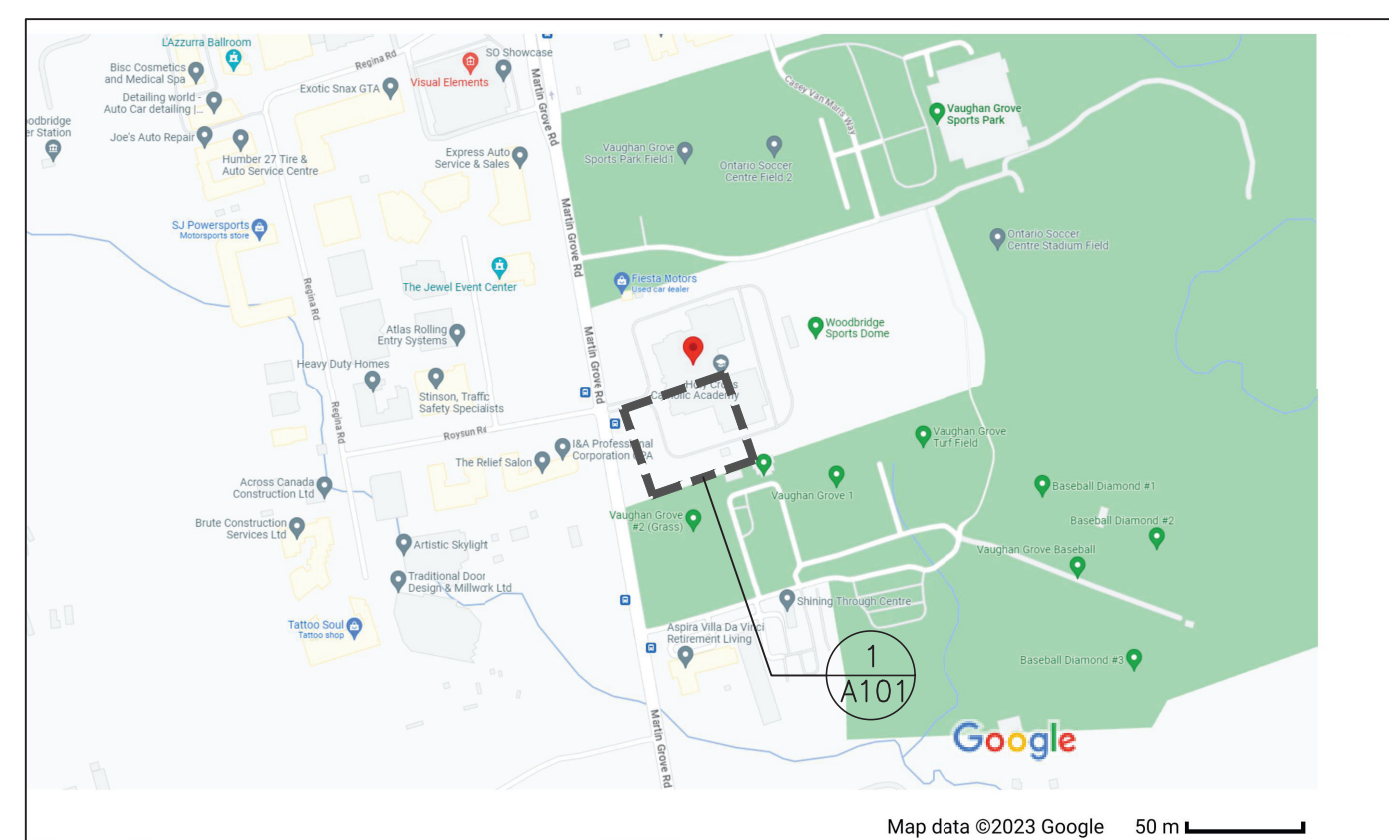 L'Azzurra Ballroom
Bisc Cosmetics
and Medical Spa
Detailing world -
Auto Car detailing |...
Joe's Auto Repair
Humber 27 Tire &
Auto Service Centre
Exotic Snax GTA
Regina Rd
Visual Elements
SO Showcase
Martin Grove Rd
Express Auto
Service & Sales
Vaughan Grove
Sports Park Field 1
Ontario Soccer
Centre Field 2
Casey Van Maris Way
Vaughan Grove
Sports Park
oodbridge
er Station
SJ Powersports
Motorsports store
Martin Grove Rd
The Jewel Event Center
Fiesta Motors
Used car dealer
Ontario Soccer
Centre Stadium Field
Regina Rd
Atlas Rolling
Entry Systems
Martin Grove Rd
Woodbridge
Sports Dome
Heavy Duty Homes
Stinson, Traffic
Safety Specialists
Holy Cross
Catholic Academy
Regina Rd
Roysun Rd
I&A Professional
Corporation CPA
The Relief Salon
Vaughan Grove
Turf Field
Across Canada
Construction Ltd
Vaughan Grove 1
Baseball Diamond #1
Brute Construction
Services Ltd
Vaughan Grove
#2 (Grass)
Baseball Diamond #2
Artistic Skylight
Vaughan Grove Baseball
Traditional Door
Design & Millwork Ltd
Shining Through Centre
Tattoo Soul
Tattoo shop
Aspira Villa Da Vinci
Retirement Living
Baseball Diamond #3
1
A101
Martin Grove Rd
Google
Map data ©2023 Google 50 m